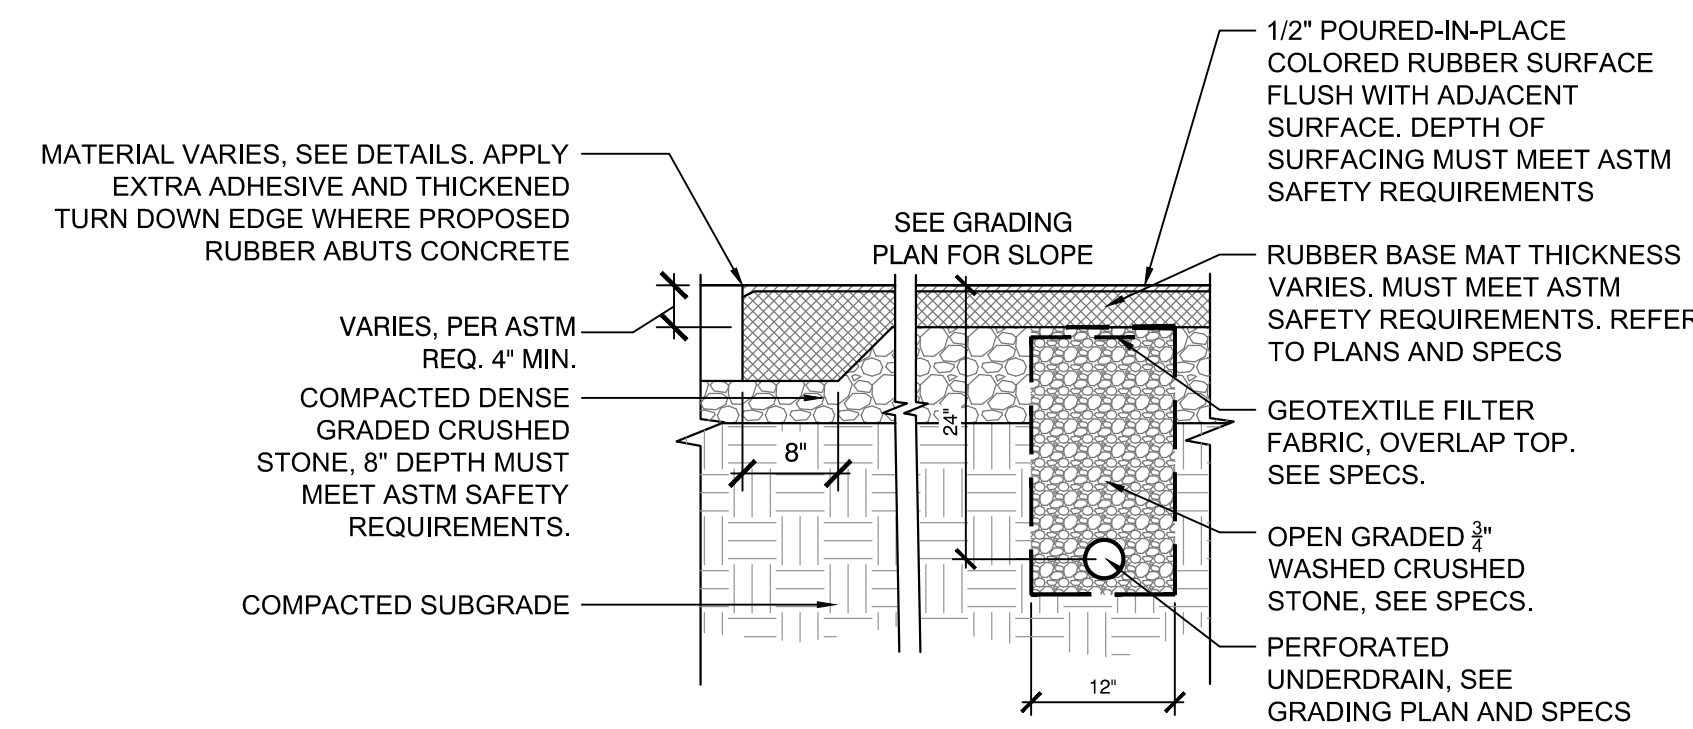 MATERIAL VARIES, SEE DETAILS. APPLY
EXTRA ADHESIVE AND THICKENED
TURN DOWN EDGE WHERE PROPOSED
RUBBER ABUTS CONCRETE
VARIES, PER ASTM
REQ. 4" MIN.
COMPACTED DENSE
GRADED CRUSHED
STONE, 8" DEPTH MUST
MEET ASTM SAFETY
REQUIREMENTS.
COMPACTED SUBGRADE
SEE GRADING
PLAN FOR SLOPE
8"
24"
12"
1/2" POURED-IN-PLACE
COLORED RUBBER SURFACE
FLUSH WITH ADJACENT
SURFACE. DEPTH OF
SURFACING MUST MEET ASTM
SAFETY REQUIREMENTS
RUBBER BASE MAT THICKNESS
VARIES. MUST MEET ASTM
SAFETY REQUIREMENTS. REFER
TO PLANS AND SPECS
GEOTEXTILE FILTER
FABRIC, OVERLAP TOP.
SEE SPECS.
OPEN GRADED 3/4"
WASHED CRUSHED
STONE, SEE SPECS.
PERFORATED
UNDERDRAIN, SEE
GRADING PLAN AND SPECS